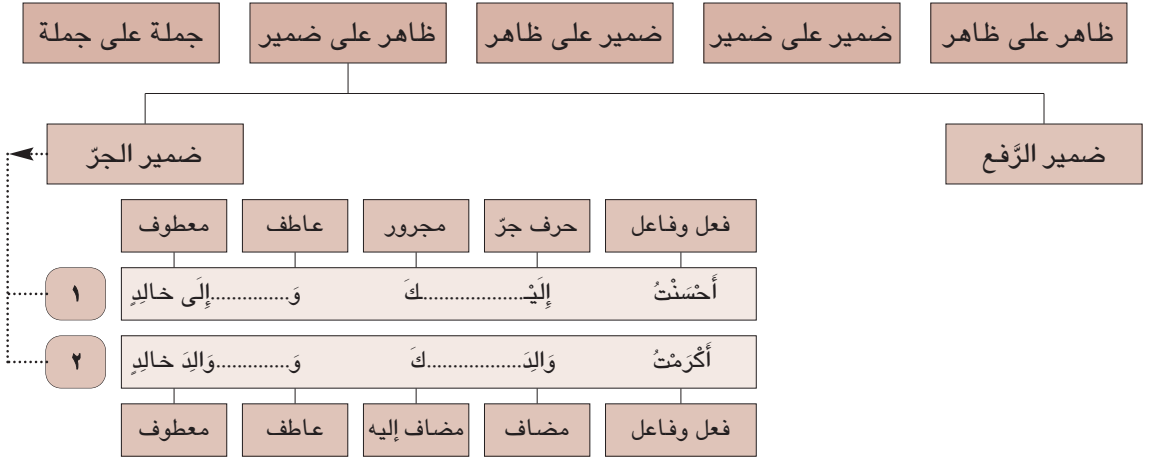 ظاهر على ظاهر ضمير على ضمير ضمير على ظاهر ظاهر على ضمير جملة على جملة
ضمير الرَّفع ضمير الجرّ
فعل وفاعل حرف جرّ مجرور عاطف معطوف
١ أَحْسَنْتُ إِلَيْـ...................ـكَ وَ..............إِلَى خالِدٍ
٢ أَكْرَمْتُ وَالِدَ...................كَ وَ..............وَالِدَ خالِدٍ
فعل وفاعل مضاف مضاف إليه عاطف معطوف